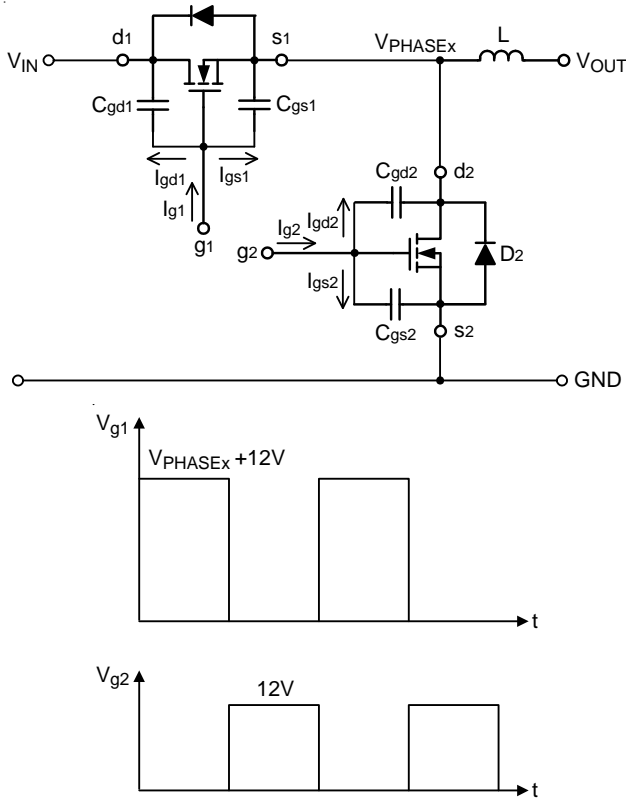 d1
s1
VPHASEx
L
VIN
VOUT
Cgd1
Cgs1
Igd1
Igs1
Ig1
g1
Cgd2
d2
Igd2
Ig2
g2
D2
Igs2
Cgs2
s2
GND
Vg1
VPHASEx +12V
t
Vg2
12V
t